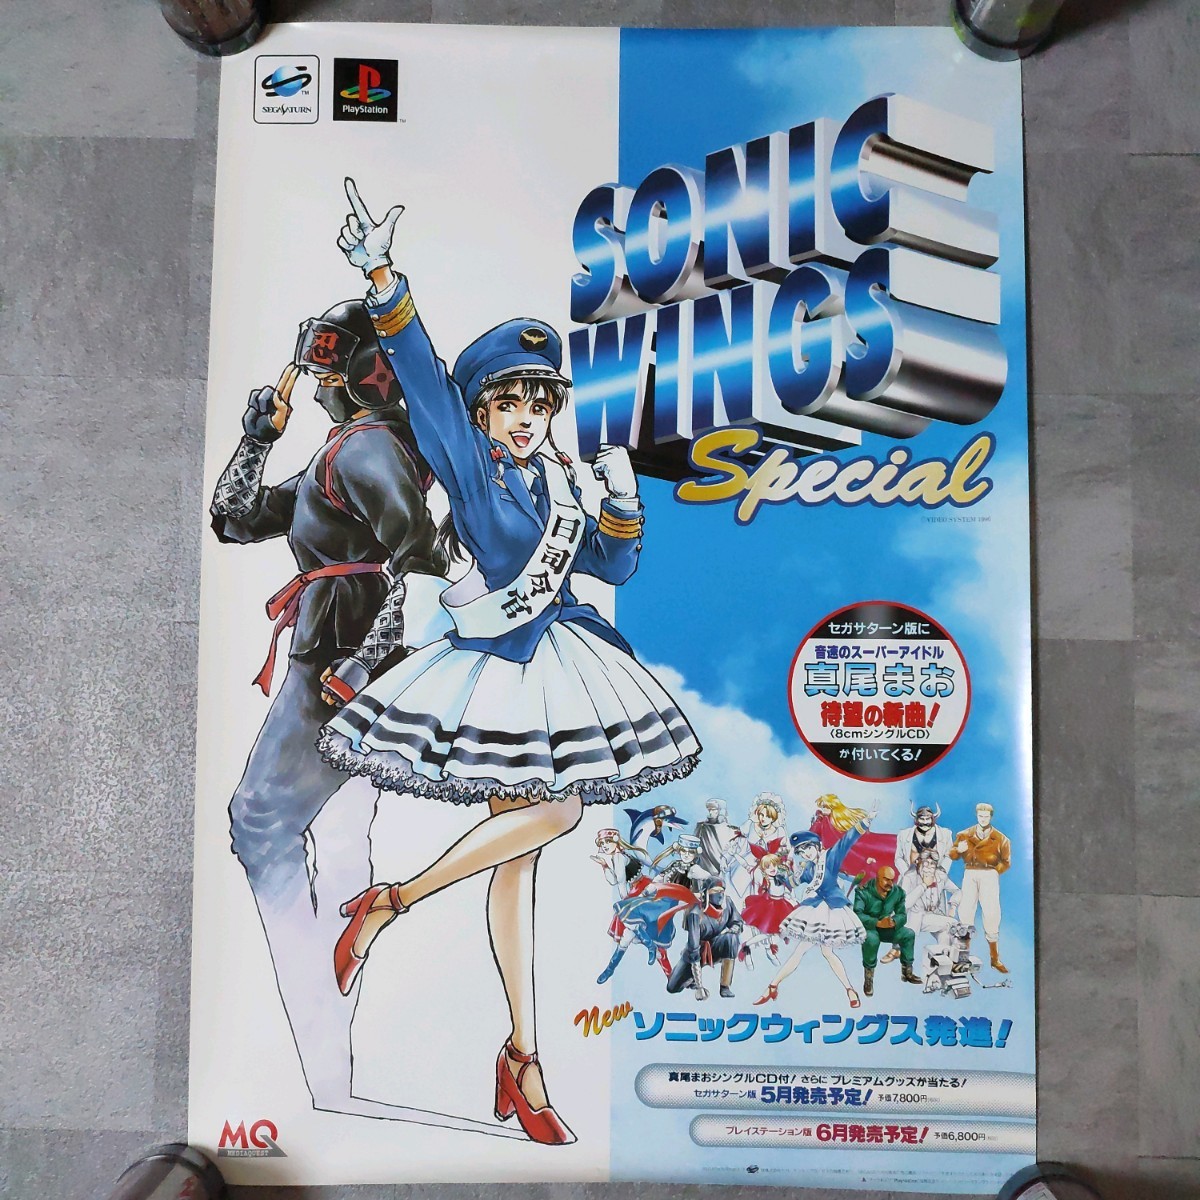 SEGA SATURN
TM
PlayStation
TM
SONIC
WINGS
Special
©VIDEO SYSTEM 1996
忍
一日司令官
セガサターン版に
音速のスーパーアイドル
真尾まお
待望の新曲!
(8cmシングルCD)
が付いてくる!
New ソニックウィングス発進!
真尾まおシングルCD付! さらに プレミアムグッズが当たる!
セガサターン版 5月発売予定! 予価7,800円
プレイステーション版 6月発売予定! 予価6,800円
MQ
MEDIAQUEST